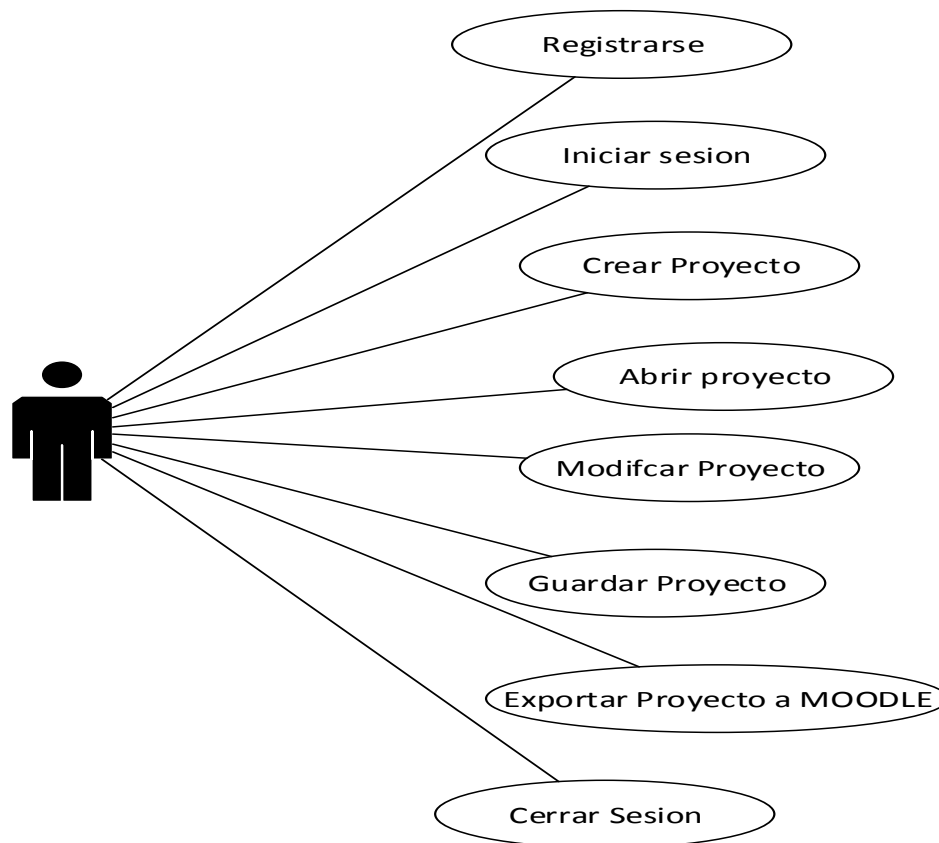 Registrarse
Iniciar sesion
Crear Proyecto
Abrir proyecto
Modifcar Proyecto
Guardar Proyecto
Exportar Proyecto a MOODLE
Cerrar Sesion